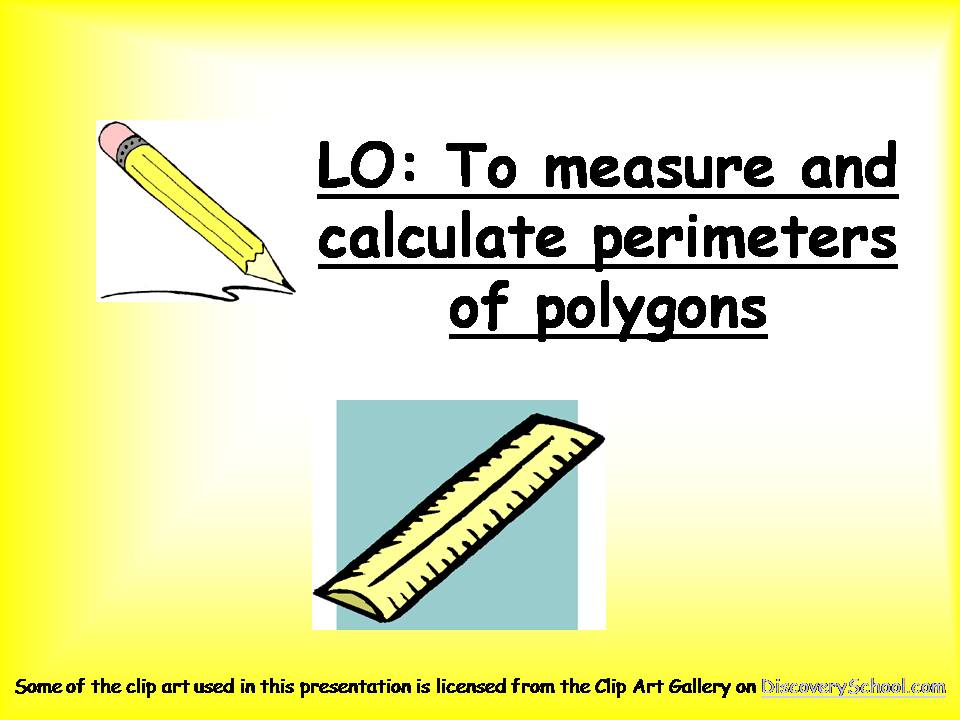 LO: To measure and
calculate perimeters
of polygons
Some of the clip art used in this presentation is licensed from the Clip Art Gallery on DiscoverySchool.com